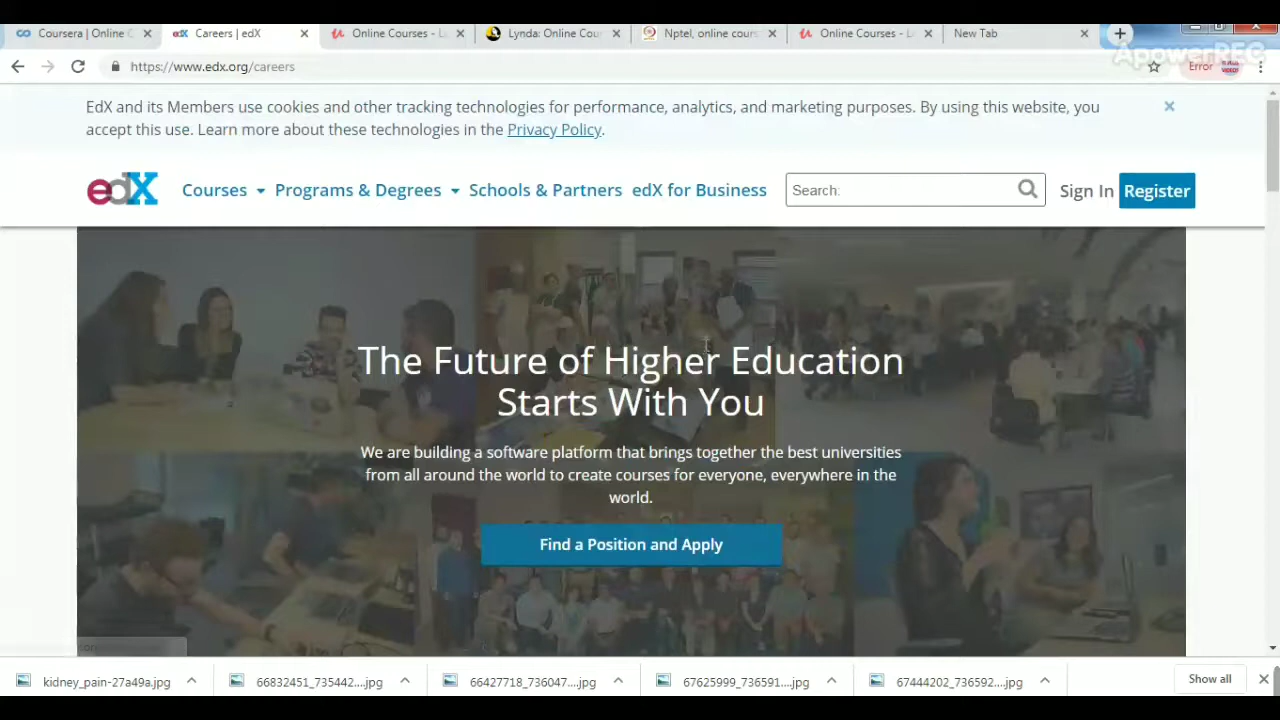 Coursera | Online C
Careers | edX
Online Courses - L
Lynda: Online Cou
Nptel, online cours
Online Courses - L
New Tab
ApowerREC
https://www.edx.org/careers
Error
EdX and its Members use cookies and other tracking technologies for performance, analytics, and marketing purposes. By using this website, you
accept this use. Learn more about these technologies in the Privacy Policy.
edX
Courses
Programs & Degrees
Schools & Partners
edX for Business
Search:
Sign In
Register
The Future of Higher Education
Starts With You
We are building a software platform that brings together the best universities
from all around the world to create courses for everyone, everywhere in the
world.
Find a Position and Apply
kidney_pain-27a49a.jpg
66832451_735442....jpg
66427718_736047....jpg
67625999_736591....jpg
67444202_736592....jpg
Show all